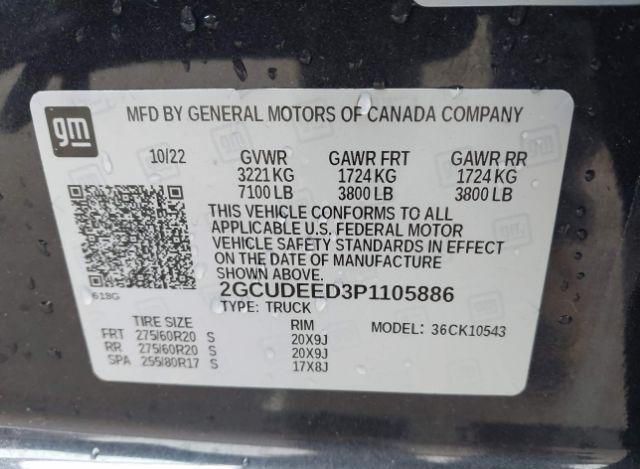 MFD BY GENERAL MOTORS OF CANADA COMPANY
gm
10/22 GVWR GAWR FRT GAWR RR
3221 KG 1724 KG 1724 KG
7100 LB 3800 LB 3800 LB
THIS VEHICLE CONFORMS TO ALL
APPLICABLE U.S. FEDERAL MOTOR
VEHICLE SAFETY STANDARDS IN EFFECT
ON THE DATE OF MANUFACTURE
SHOWN ABOVE.
618G
2GCUDEED3P1105886
TYPE: TRUCK
TIRE SIZE RIM MODEL: 36CK10543
FRT 275/60R20 S 20X9J
RR 275/60R20 S 20X9J
SPA 255/80R17 S 17X8J